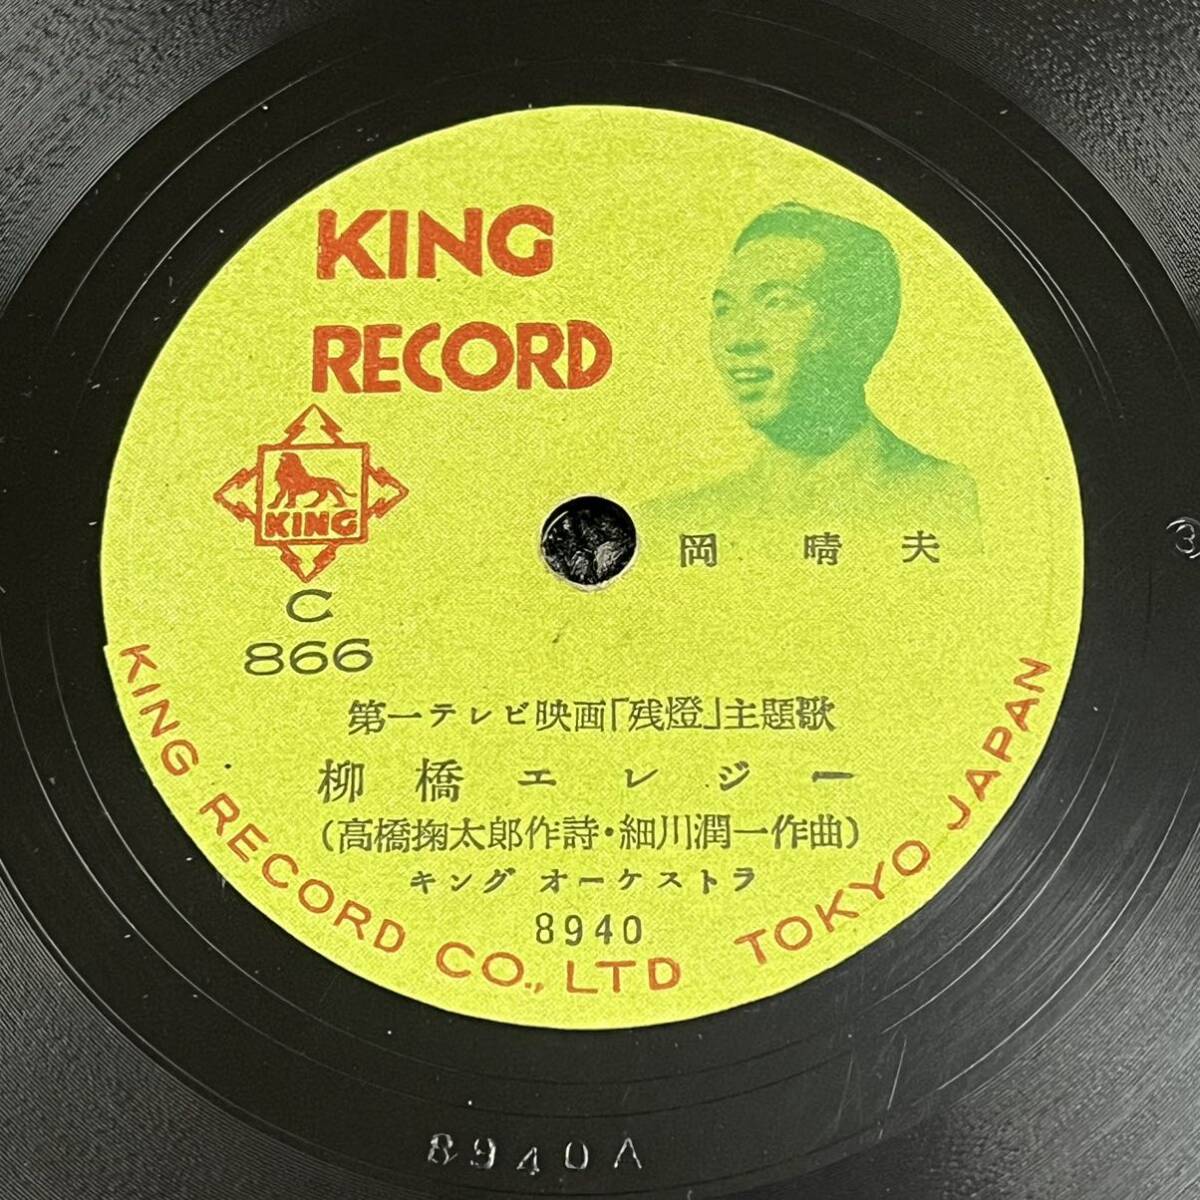 KING
RECORD
KING
C
866
岡 晴 夫
第一テレビ映画「残燈」主題歌
柳橋エレジー
(高橋掬太郎作詩・細川潤一作曲)
キング オーケストラ
8940
KING RECORD CO., LTD TOKYO JAPAN
8940A
3